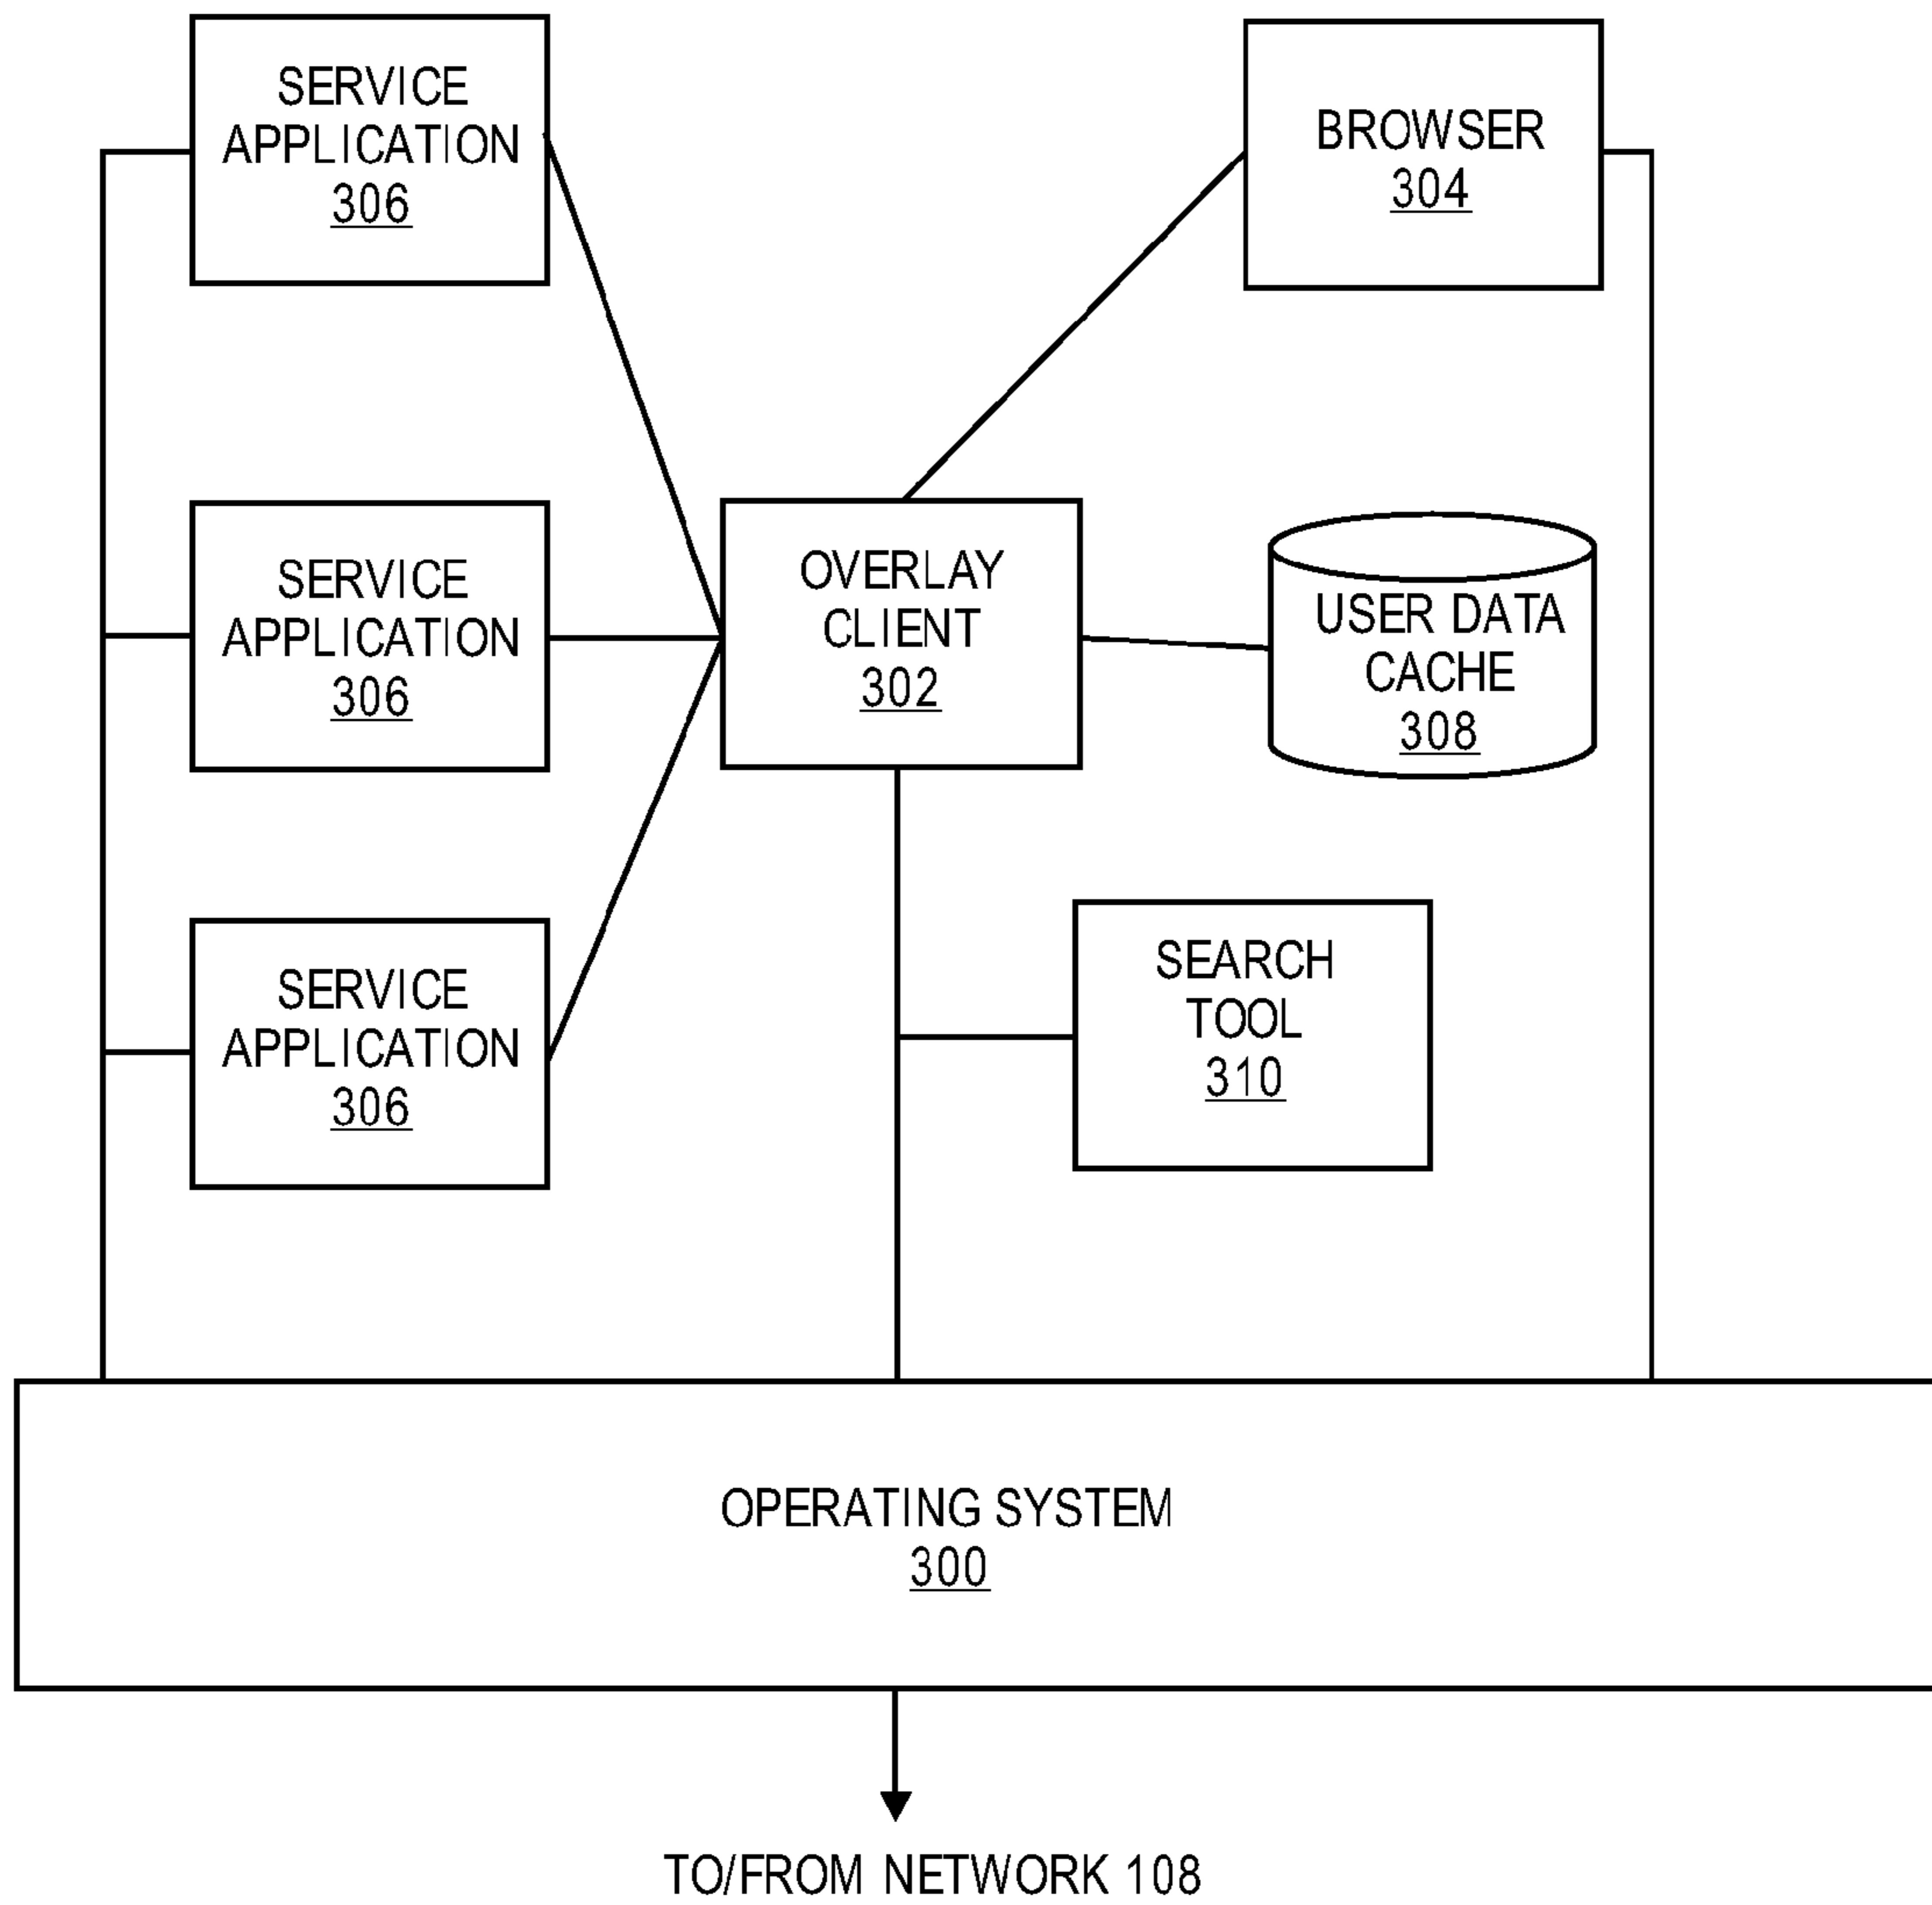 SERVICE
APPLICATION
306
BROWSER
304
SERVICE
APPLICATION
306
OVERLAY
CLIENT
302
USER DATA
CACHE
308
SERVICE
APPLICATION
306
SEARCH
TOOL
310
OPERATING SYSTEM
300
TO/FROM NETWORK 108